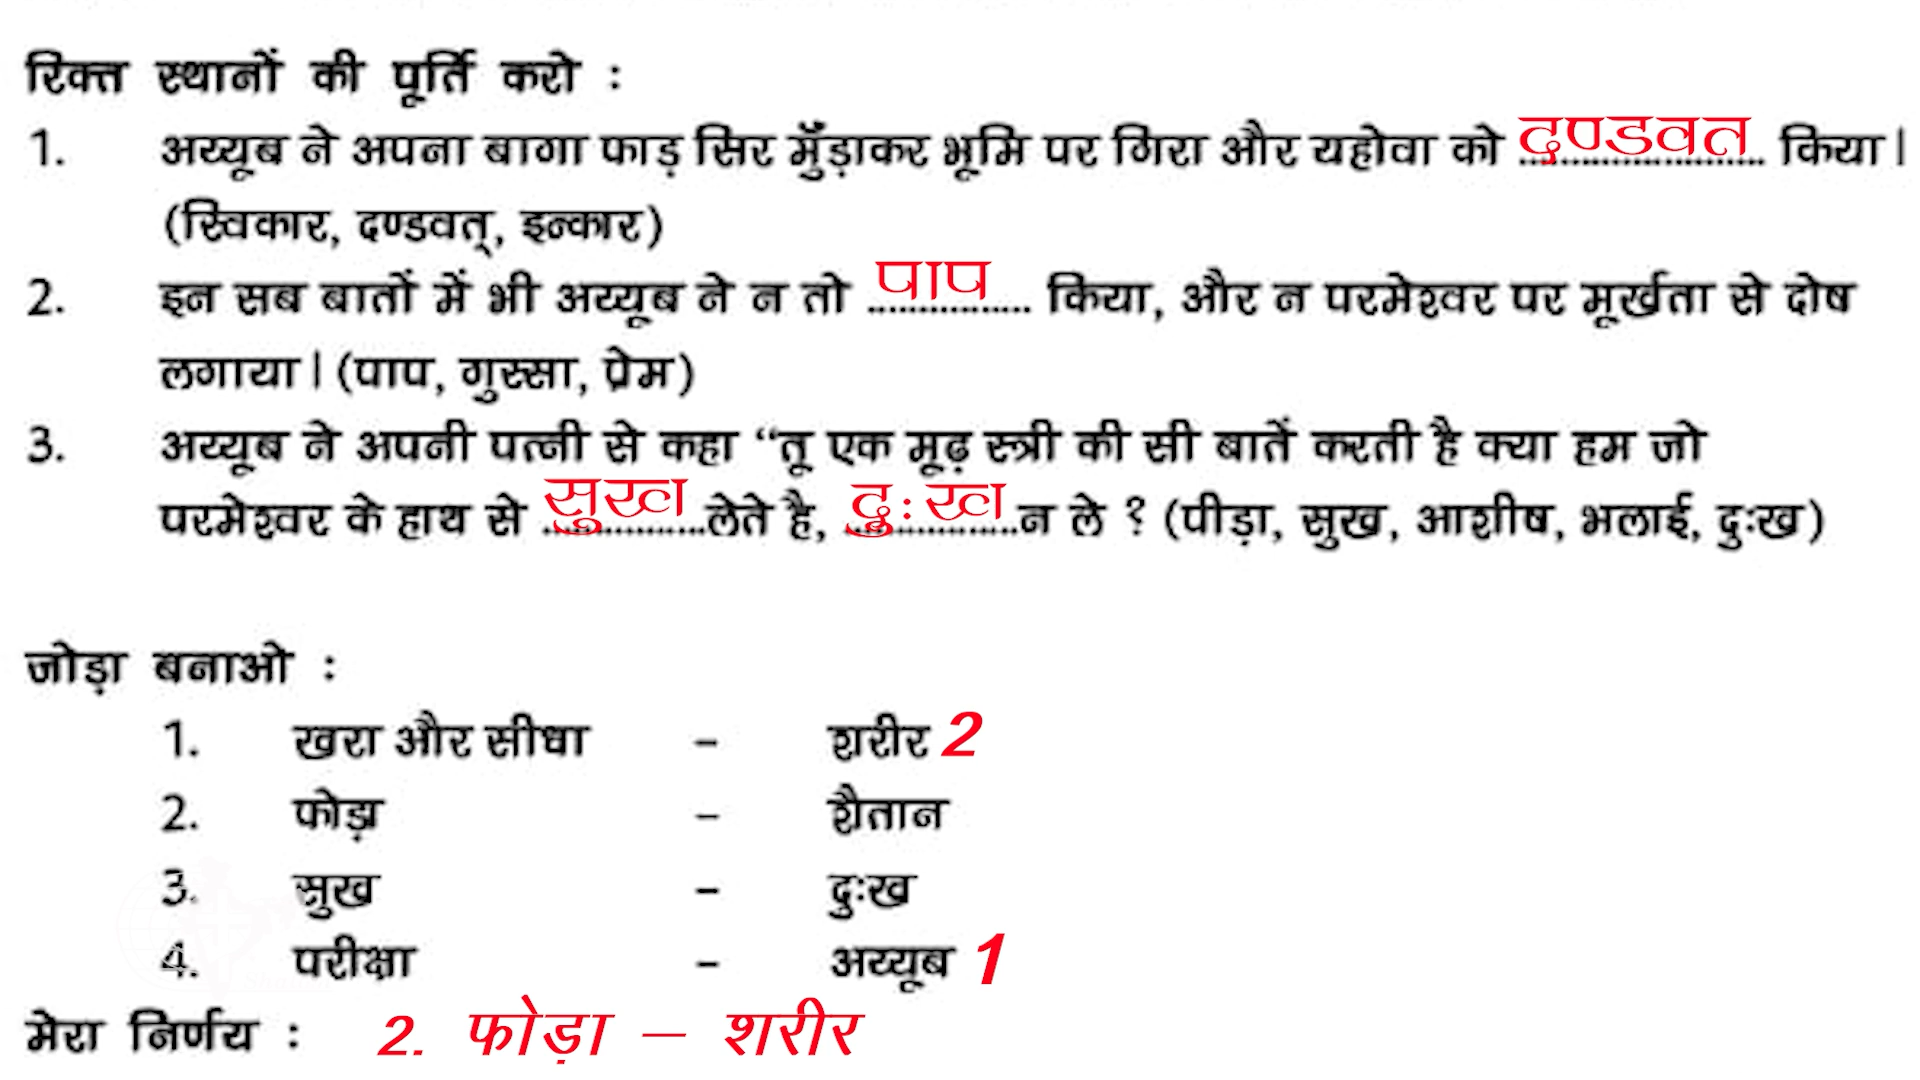 रिक्त स्थानों की पूर्ति करो :
1. अय्यूब ने अपना बागा फाड़ सिर मुँड़ाकर भूमि पर गिरा और यहोवा को दण्डवत किया।
(स्विकार, दण्डवत्, इन्कार)
2. इन सब बातों में भी अय्यूब ने न तो पाप किया, और न परमेश्वर पर मूर्खता से दोष
लगाया। (पाप, गुस्सा, प्रेम)
3. अय्यूब ने अपनी पत्नी से कहा “तू एक मूढ़ स्त्री की सी बातें करती है क्या हम जो
परमेश्वर के हाथ से सुख लेते है, दुःख न ले ? (पीड़ा, सुख, आशीष, भलाई, दुःख)
जोड़ा बनाओ :
1. खरा और सीधा - शरीर 2
2. फोड़ा - शैतान
3. सुख - दुःख
4. परीक्षा - अय्यूब 1
मेरा निर्णय : 2. फोड़ा – शरीर